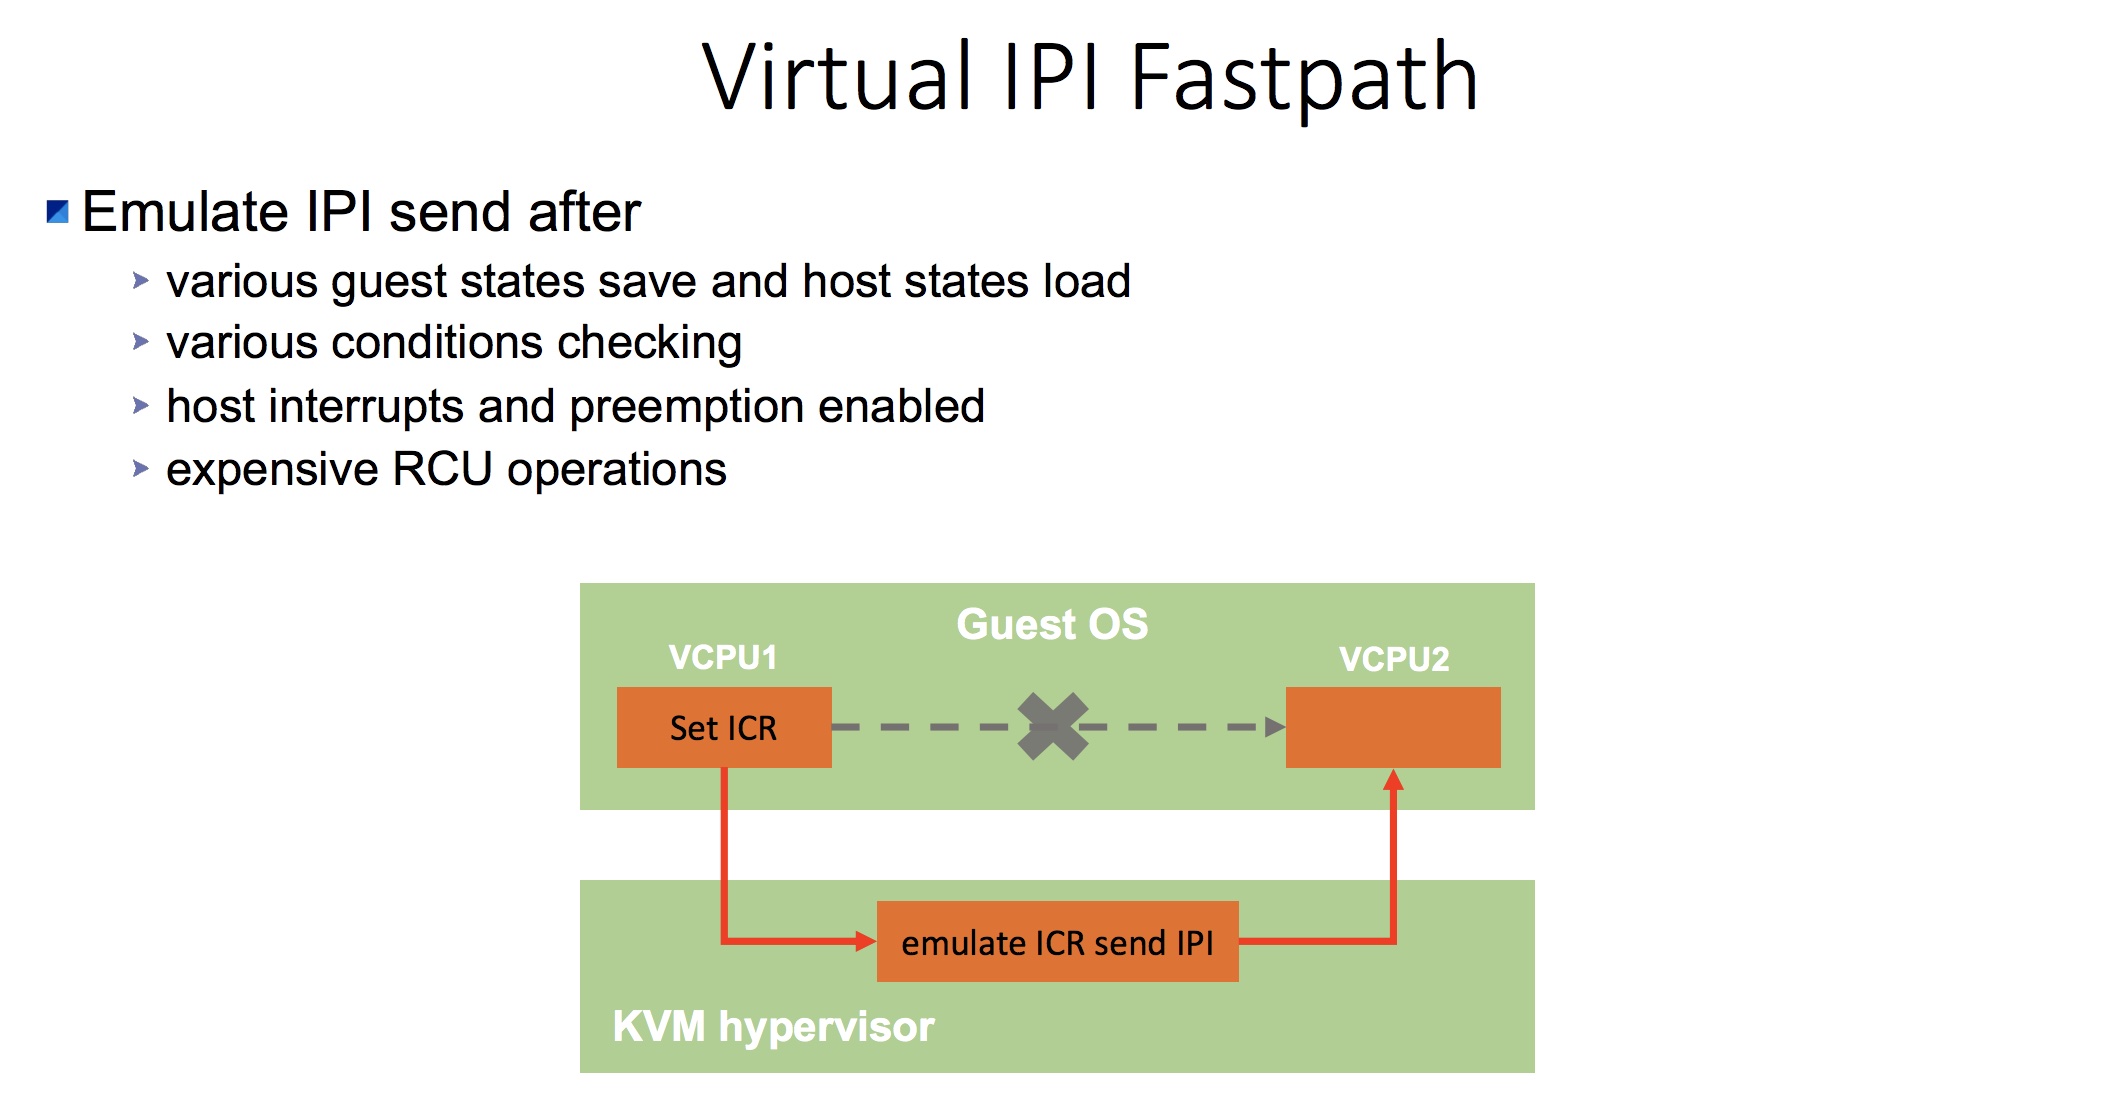 Virtual IPI Fastpath
Emulate IPI send after
various guest states save and host states load
various conditions checking
host interrupts and preemption enabled
expensive RCU operations
Guest OS
VCPU1
VCPU2
Set ICR
emulate ICR send IPI
KVM hypervisor